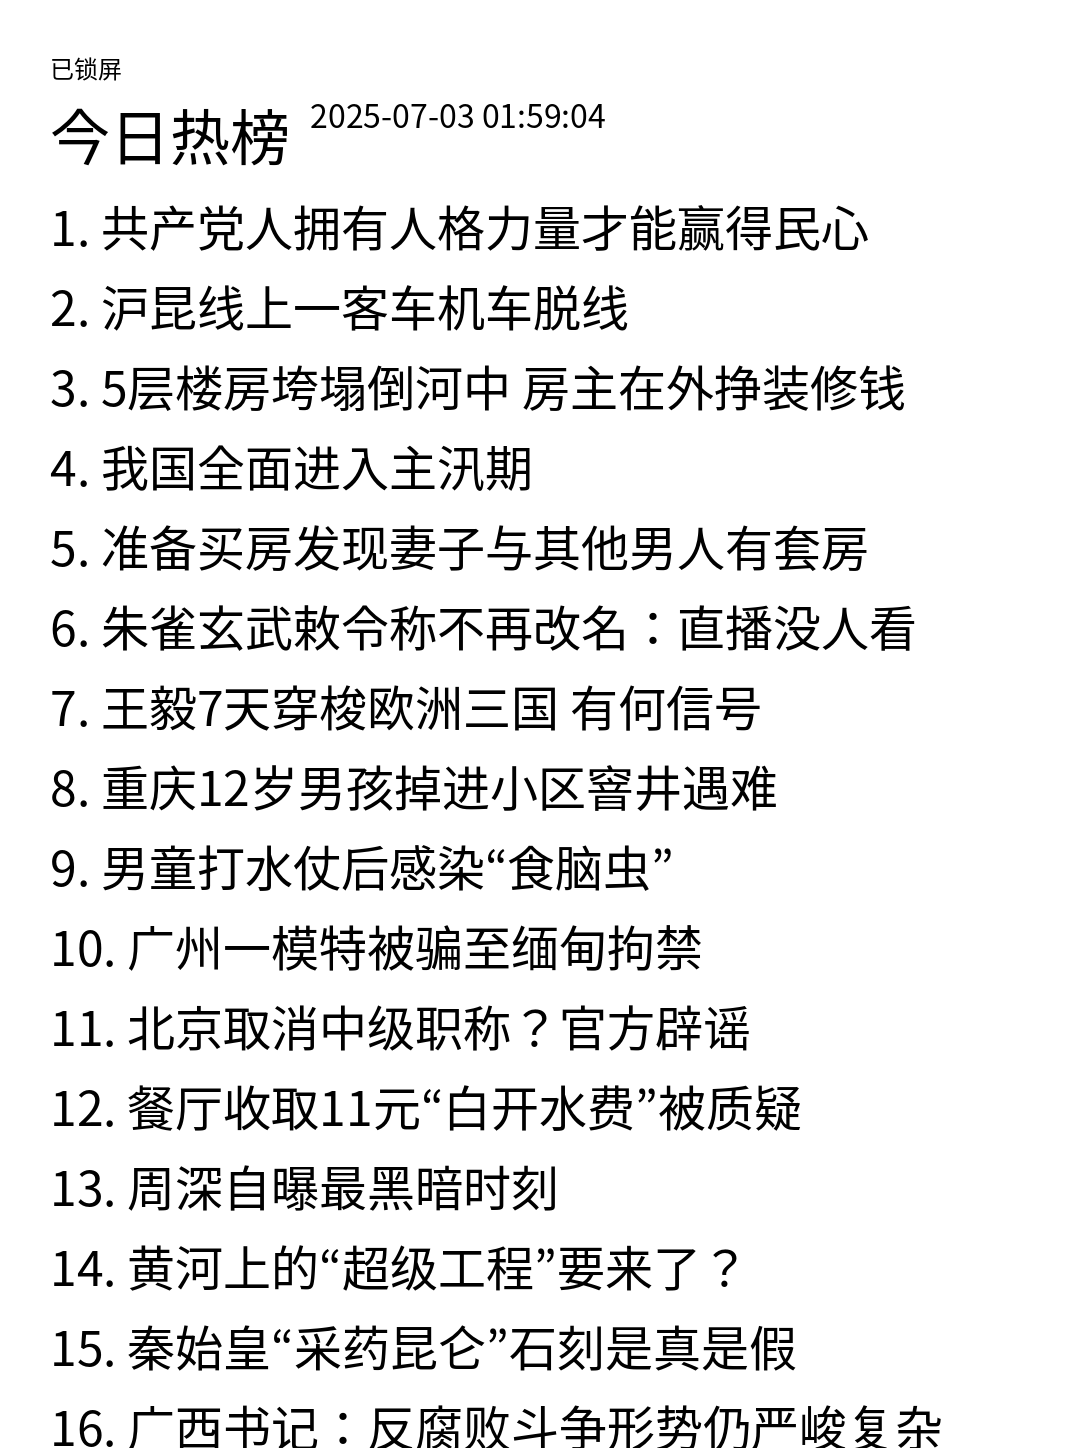 已锁屏
今日热榜 2025-07-03 01:59:04
1. 共产党人拥有人格力量才能赢得民心
2. 沪昆线上一客车机车脱线
3. 5层楼房垮塌倒河中 房主在外挣装修钱
4. 我国全面进入主汛期
5. 准备买房发现妻子与其他男人有套房
6. 朱雀玄武敕令称不再改名：直播没人看
7. 王毅7天穿梭欧洲三国 有何信号
8. 重庆12岁男孩掉进小区窨井遇难
9. 男童打水仗后感染“食脑虫”
10. 广州一模特被骗至缅甸拘禁
11. 北京取消中级职称？官方辟谣
12. 餐厅收取11元“白开水费”被质疑
13. 周深自曝最黑暗时刻
14. 黄河上的“超级工程”要来了？
15. 秦始皇“采药昆仑”石刻是真是假
16. 广西书记：反腐败斗争形势仍严峻复杂